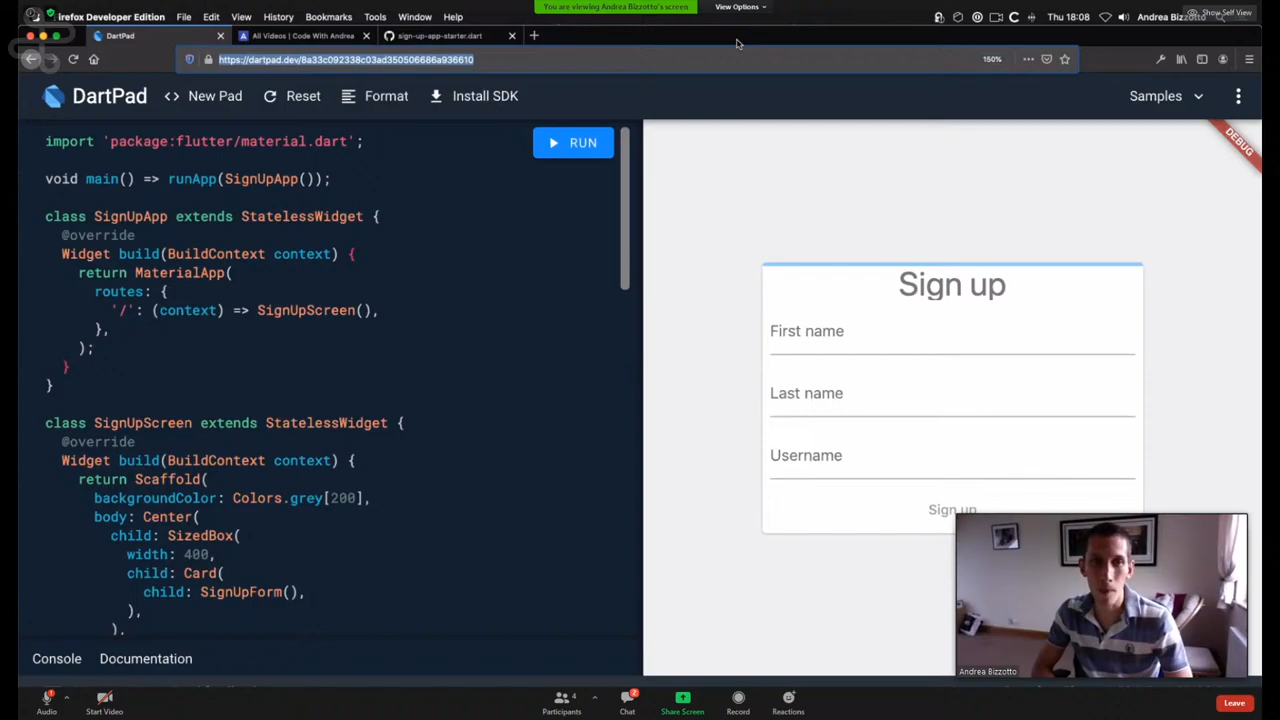 You are viewing Andrea Bizzotto's screen
View Options
Show Self View
irefox Developer Edition File Edit View History Bookmarks Tools Window Help
Thu 18:08
Andrea Bizzotto
DartPad
All Videos | Code With Andrea
sign-up-app-starter.dart
https://dartpad.dev/8a33c092338c03ad350506686a936610
150%
DartPad
<> New Pad
Reset
Format
Install SDK
Samples
import 'package:flutter/material.dart';
RUN
void main() => runApp(SignUpApp());
class SignUpApp extends StatelessWidget {
@override
Widget build(BuildContext context) {
return MaterialApp(
routes: {
'/': (context) => SignUpScreen(),
},
);
}
}
class SignUpScreen extends StatelessWidget {
@override
Widget build(BuildContext context) {
return Scaffold(
backgroundColor: Colors.grey[200],
body: Center(
child: SizedBox(
width: 400,
child: Card(
child: SignUpForm(),
),
),
DEBUG
Sign up
First name
Last name
Username
Sign up
Andrea Bizzotto
Console
Documentation
Audio
Start Video
Participants
4
Chat
2
Share Screen
Record
Reactions
Leave